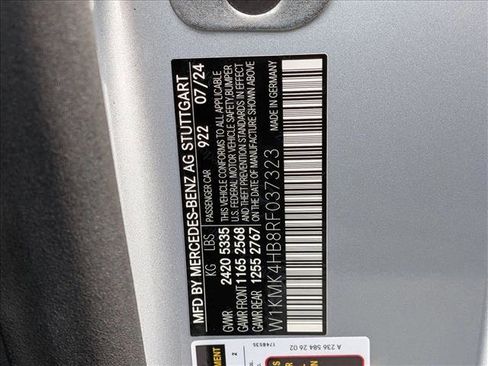 MFD BY MERCEDES-BENZ AG STUTTGART
922 07/24
PASSENGER CAR
THIS VEHICLE CONFORMS TO ALL APPLICABLE
U.S. FEDERAL MOTOR VEHICLE SAFETY,BUMPER,
AND THEFT PREVENTION STANDARDS IN EFFECT
ON THE DATE OF MANUFACTURE SHOWN ABOVE.
KG LBS
GVWR 2420 5335
GAWR FRONT 1165 2568
GAWR REAR 1255 2767
MADE IN GERMANY
W1KMK4HB8RF037323
A 236 584 26 02
2